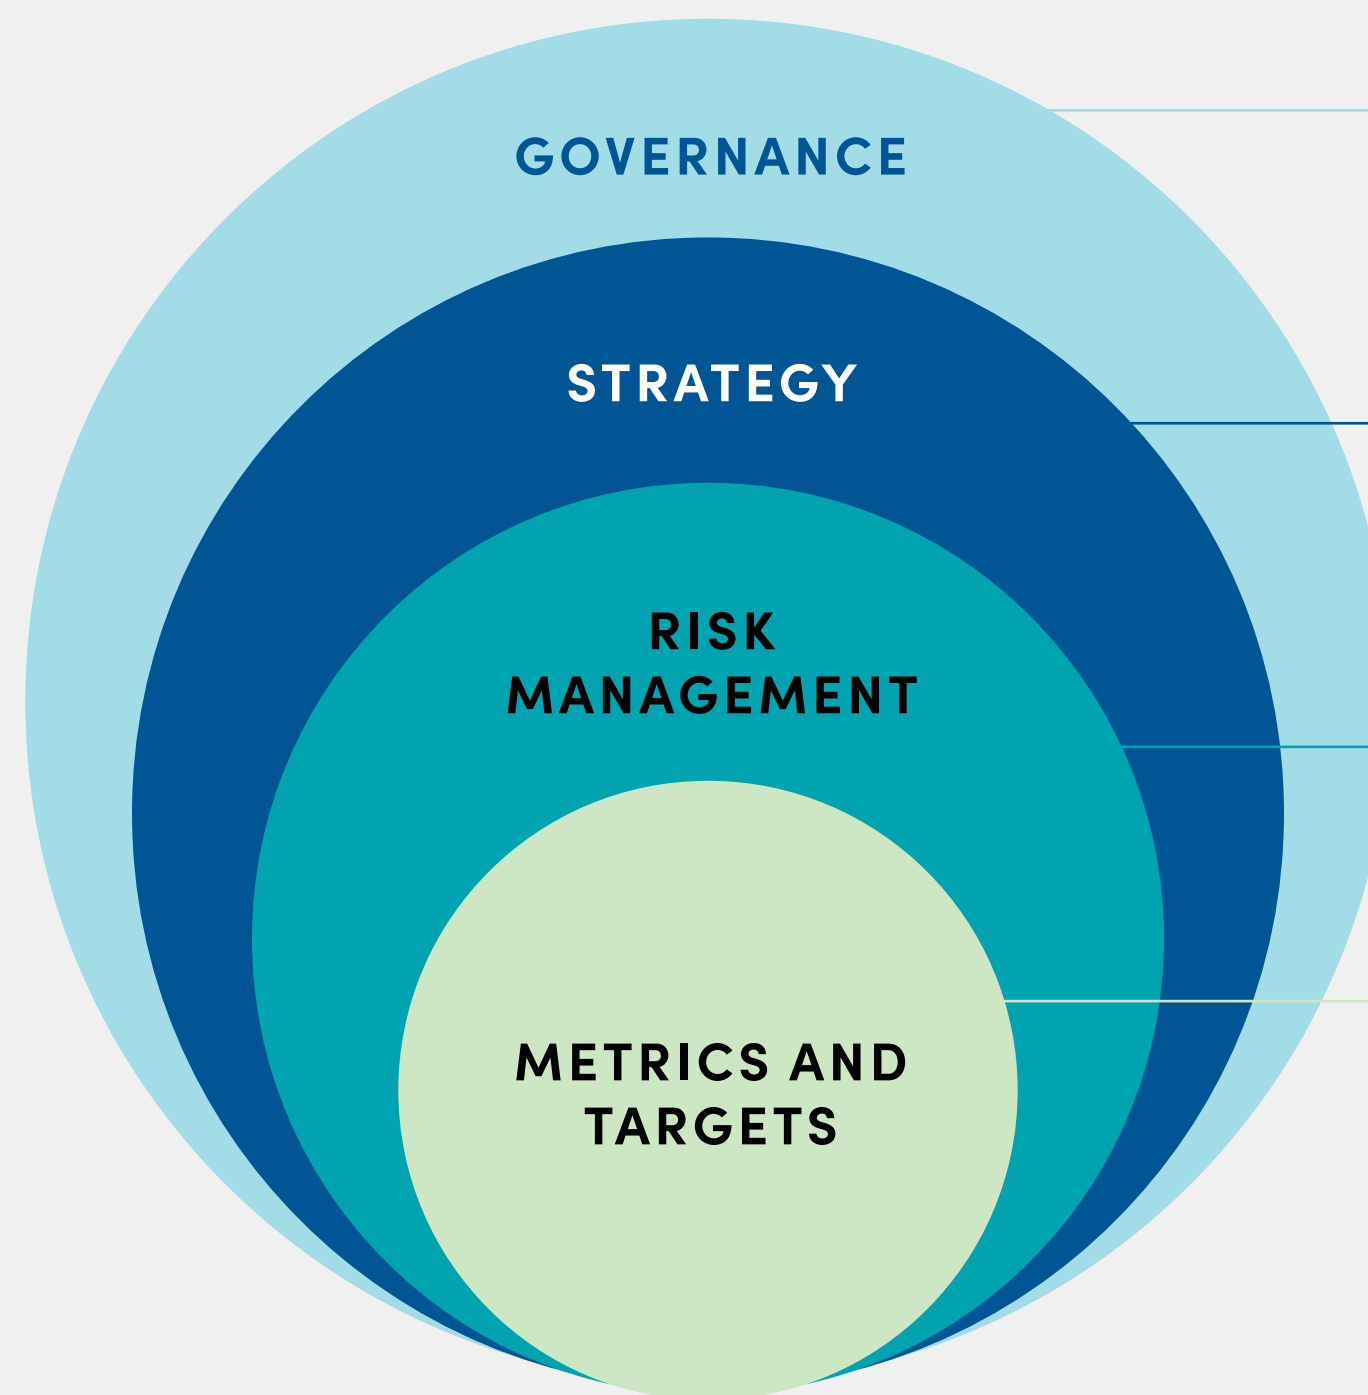 GOVERNANCE
STRATEGY
RISK
MANAGEMENT
METRICS AND
TARGETS